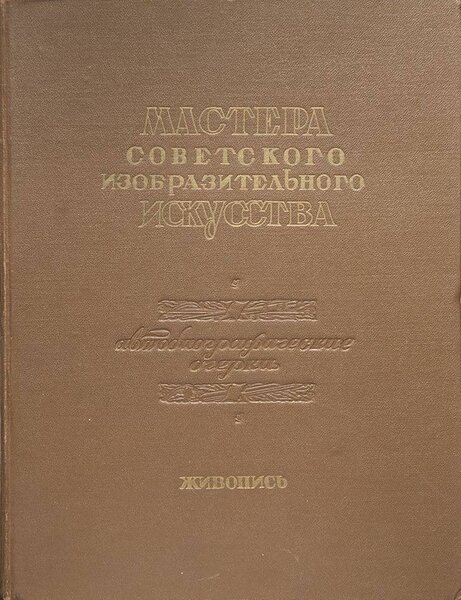 МАСТЕРА
СОВЕТСКОГО
ИЗОБРАЗИТЕЛЬНОГО
ИСКУССТВА
автобиографические
очерки
ЖИВОПИСЬ